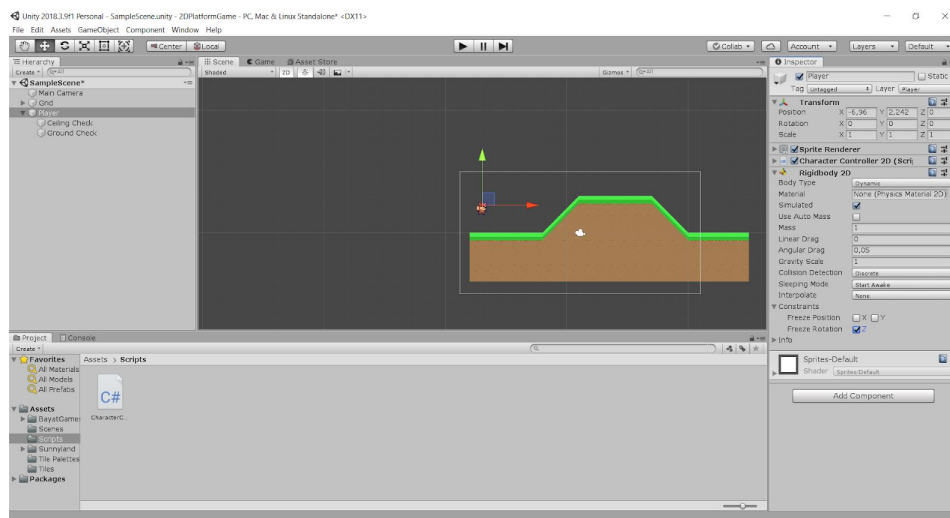 Unity 2018.3.9f1 Personal - SampleScene.unity - 2DPlatformGame - PC, Mac & Linux Standalone* <DX11>
File Edit Assets GameObject Component Window Help
Center Local Collab Account Layers Default
Hierarchy
Create All
SampleScene*
Main Camera
Grid
Player
Ceiling Check
Ground Check
Scene Game Asset Store
Shaded 2D Gizmos All
Inspector
Player Static
Tag Untagged Layer Player
Transform
Position X -6,96 Y 2,242 Z 0
Rotation X 0 Y 0 Z 0
Scale X 1 Y 1 Z 1
Sprite Renderer
Character Controller 2D (Scri
Rigidbody 2D
Body Type Dynamic
Material None (Physics Material 2D)
Simulated
Use Auto Mass
Mass 1
Linear Drag 0
Angular Drag 0,05
Gravity Scale 1
Collision Detection Discrete
Sleeping Mode Start Awake
Interpolate None
Constraints
Freeze Position X Y
Freeze Rotation Z
Info
Sprites-Default
Shader Sprites/Default
Add Component
Project Console
Create
Favorites
All Materials
All Models
All Prefabs
Assets
BayatGame
Scenes
Scripts
Sunnyland
Tile Palettes
Tiles
Packages
Assets > Scripts
C#
CharacterC...